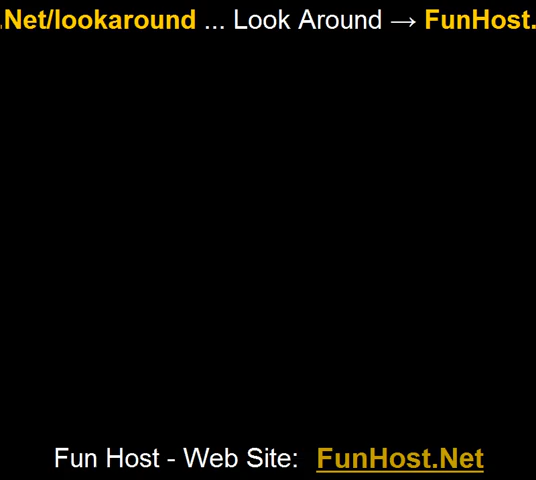 .Net/lookaround ... Look Around → FunHost.
Fun Host - Web Site: FunHost.Net